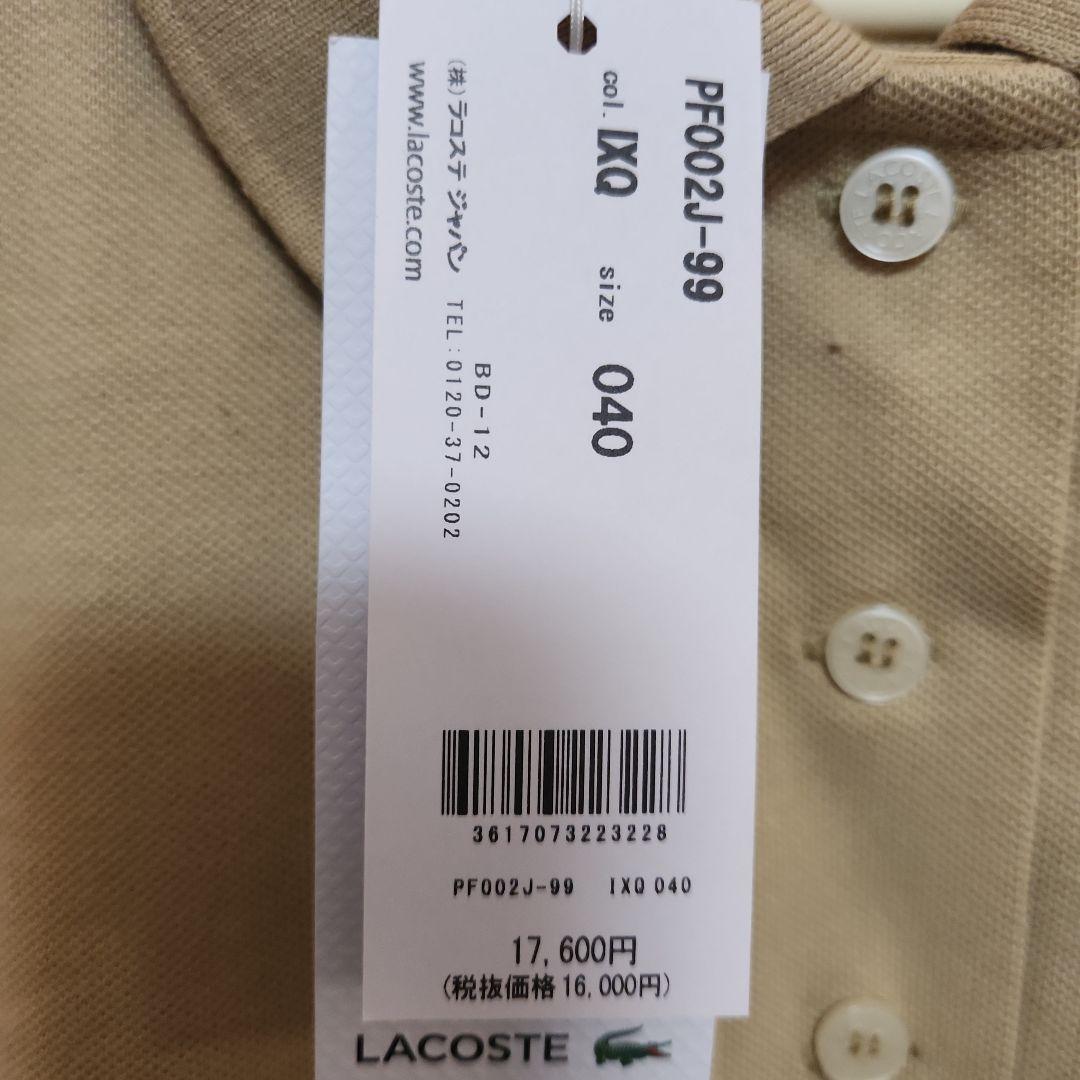 PF002J-99
col. IXQ size 040
BD-12
(株)ラコステ ジャパン TEL:0120-37-0202
www.lacoste.com
3617073223228
PF002J-99 IXQ 040
17,600円
(税抜価格16,000円)
LACOSTE
LACOSTE